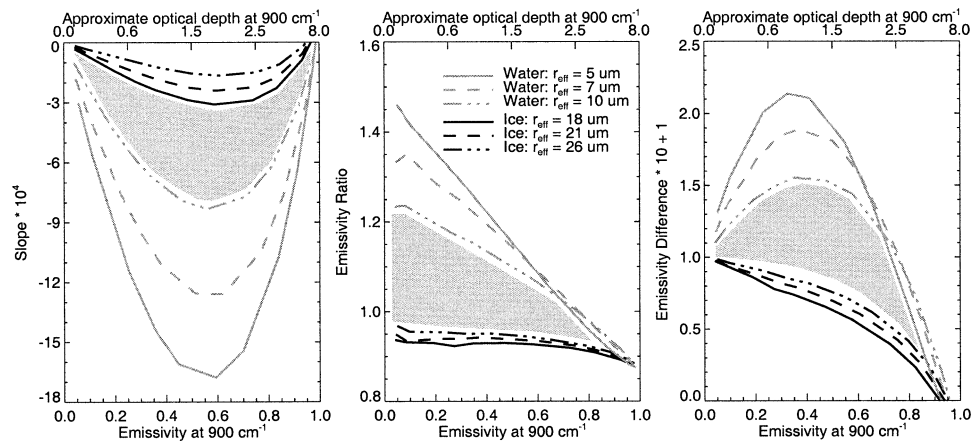 Approximate optical depth at 900 cm⁻¹
0.0 0.6 1.5 2.5 8.0
0
-3
-6
-9
-12
-15
-18
Slope * 10⁴
0.0 0.2 0.4 0.6 0.8 1.0
Emissivity at 900 cm⁻¹
Approximate optical depth at 900 cm⁻¹
0.0 0.6 1.5 2.5 8.0
1.6
1.4
1.2
1.0
0.8
Emissivity Ratio
Water: r_eff = 5 um
Water: r_eff = 7 um
Water: r_eff = 10 um
Ice: r_eff = 18 um
Ice: r_eff = 21 um
Ice: r_eff = 26 um
0.0 0.2 0.4 0.6 0.8 1.0
Emissivity at 900 cm⁻¹
Approximate optical depth at 900 cm⁻¹
0.0 0.6 1.5 2.5 8.0
2.5
2.0
1.5
1.0
0.5
0.0
Emissivity Difference * 10 + 1
0.0 0.2 0.4 0.6 0.8 1.0
Emissivity at 900 cm⁻¹